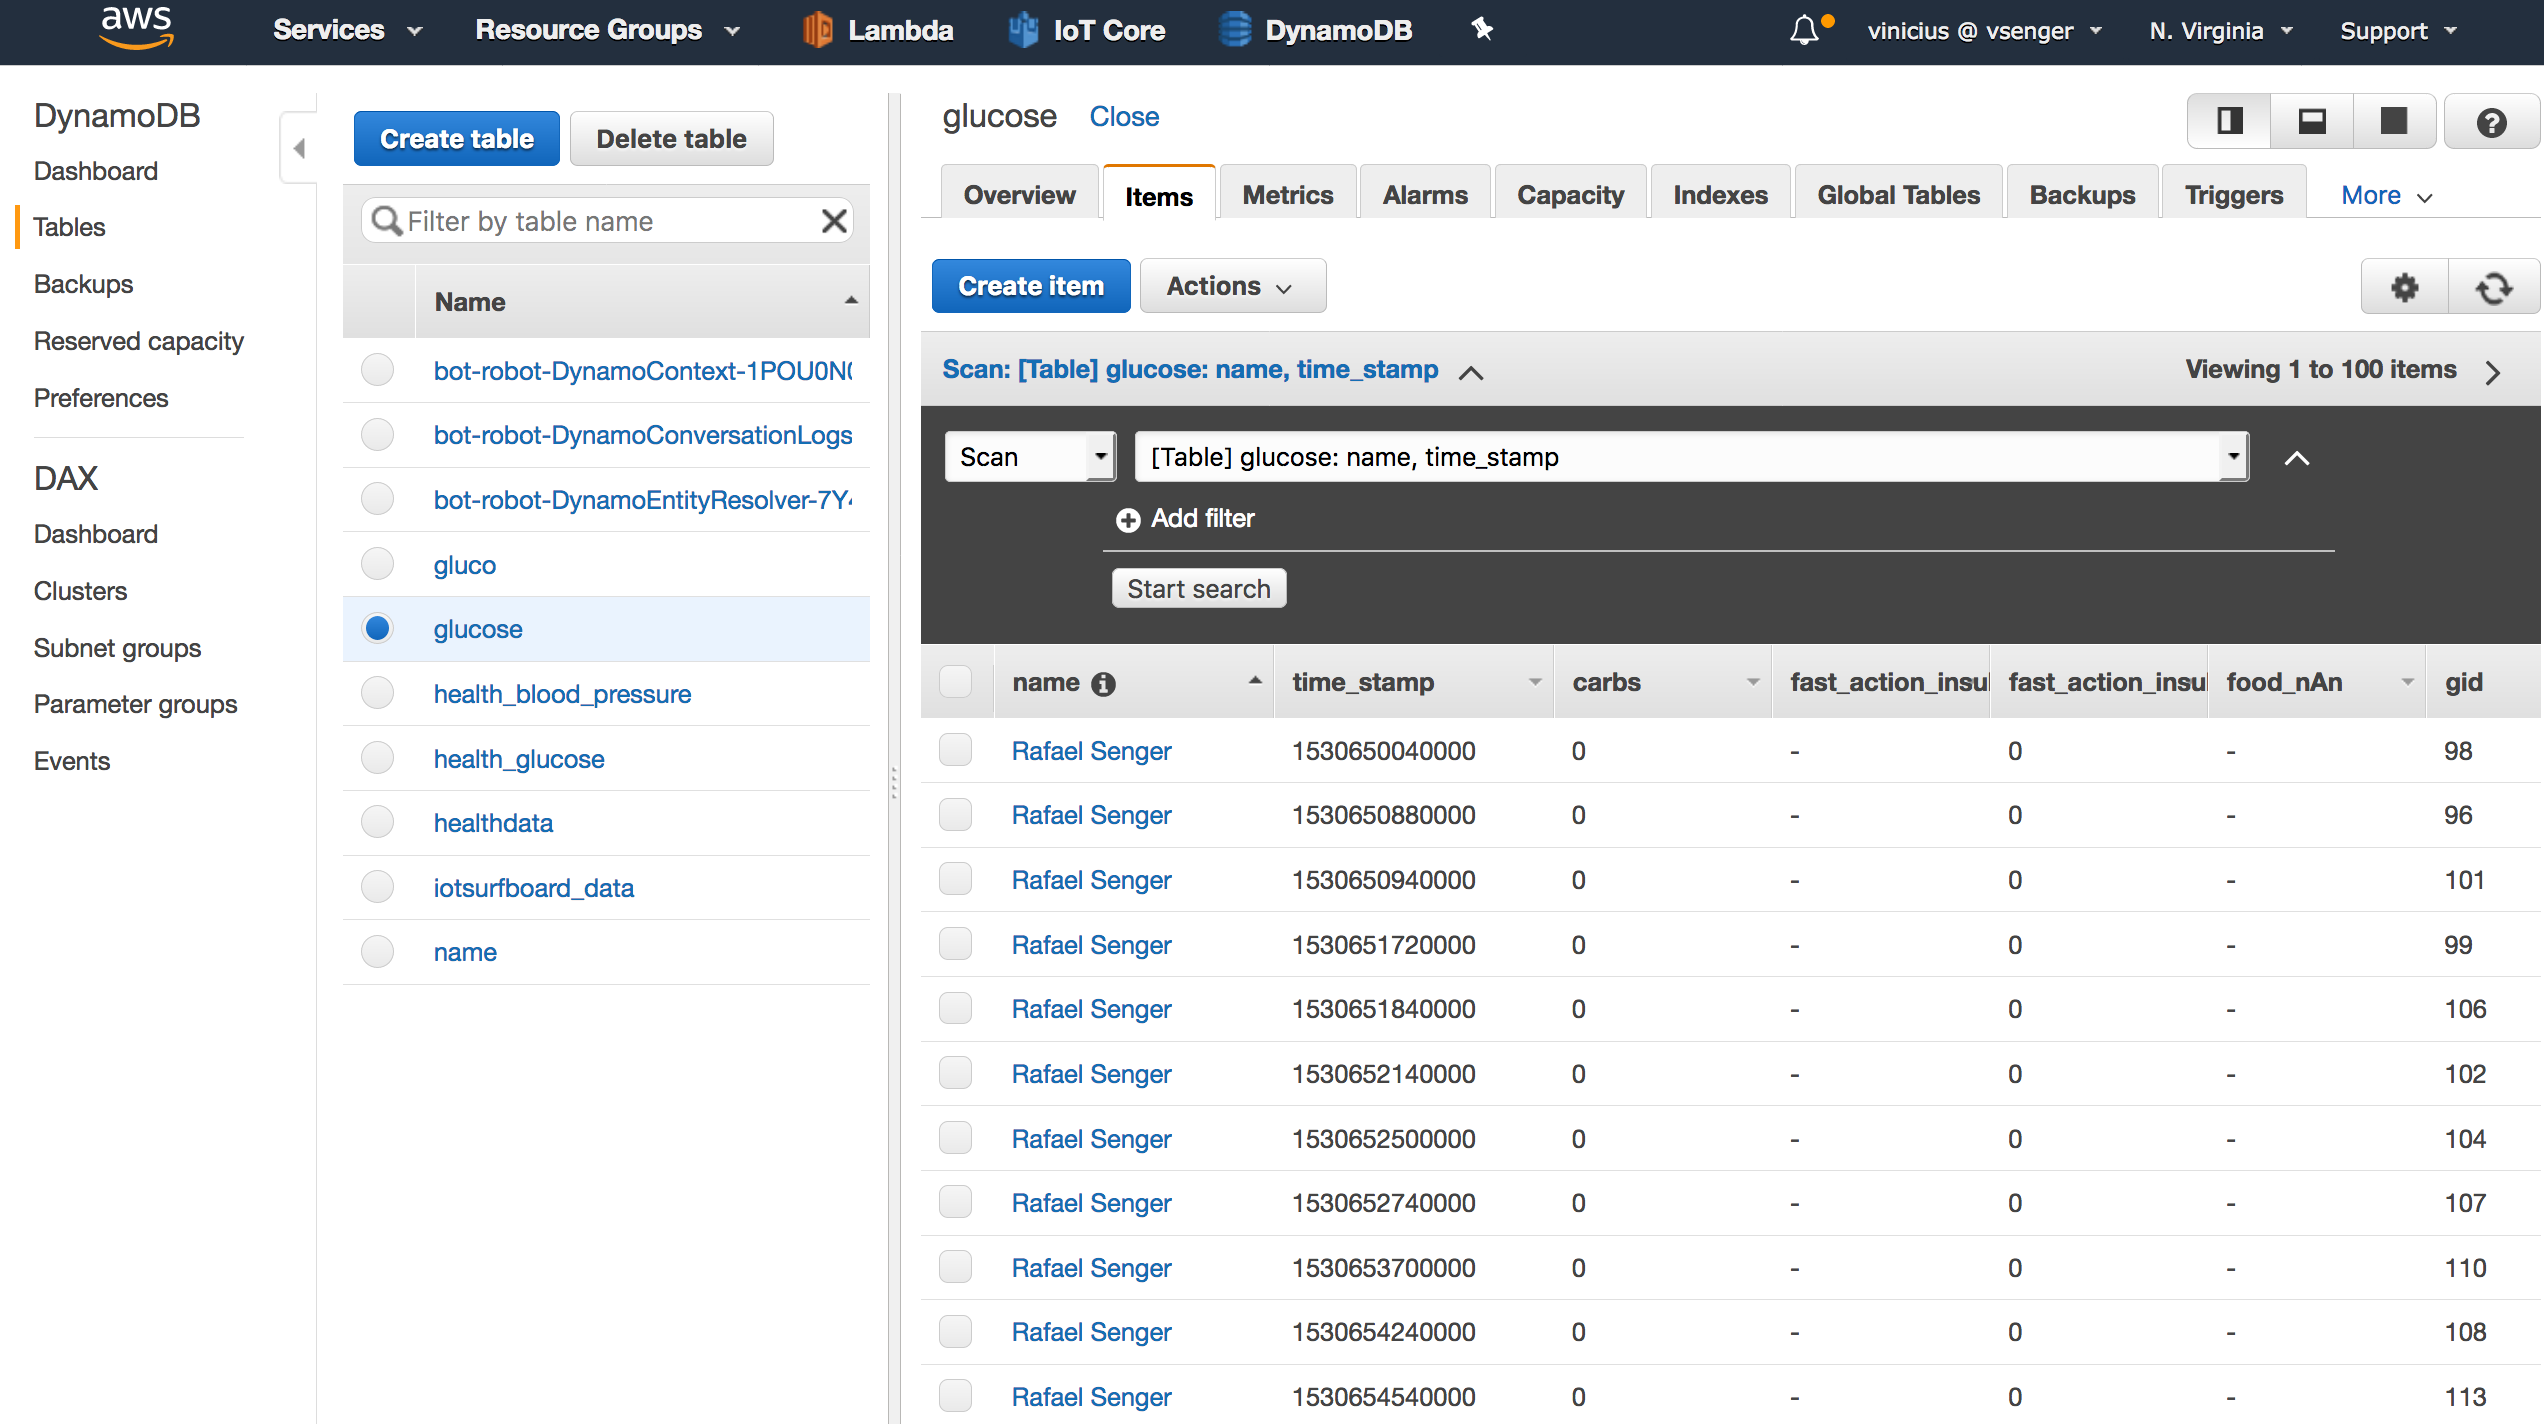 aws Services Resource Groups Lambda IoT Core DynamoDB vinicius @ vsenger N. Virginia Support
DynamoDB
Dashboard
Tables
Backups
Reserved capacity
Preferences
DAX
Dashboard
Clusters
Subnet groups
Parameter groups
Events
Create table Delete table
Filter by table name
Name
bot-robot-DynamoContext-1POU0N
bot-robot-DynamoConversationLogs
bot-robot-DynamoEntityResolver-7Y4
gluco
glucose
health_blood_pressure
health_glucose
healthdata
iotsurfboard_data
name
glucose Close
Overview Items Metrics Alarms Capacity Indexes Global Tables Backups Triggers More
Create item Actions
Scan: [Table] glucose: name, time_stamp Viewing 1 to 100 items
Scan [Table] glucose: name, time_stamp
Add filter
Start search
name time_stamp carbs fast_action_insul fast_action_insul food_nAn gid
Rafael Senger 1530650040000 0 - 0 - 98
Rafael Senger 1530650880000 0 - 0 - 96
Rafael Senger 1530650940000 0 - 0 - 101
Rafael Senger 1530651720000 0 - 0 - 99
Rafael Senger 1530651840000 0 - 0 - 106
Rafael Senger 1530652140000 0 - 0 - 102
Rafael Senger 1530652500000 0 - 0 - 104
Rafael Senger 1530652740000 0 - 0 - 107
Rafael Senger 1530653700000 0 - 0 - 110
Rafael Senger 1530654240000 0 - 0 - 108
Rafael Senger 1530654540000 0 - 0 - 113